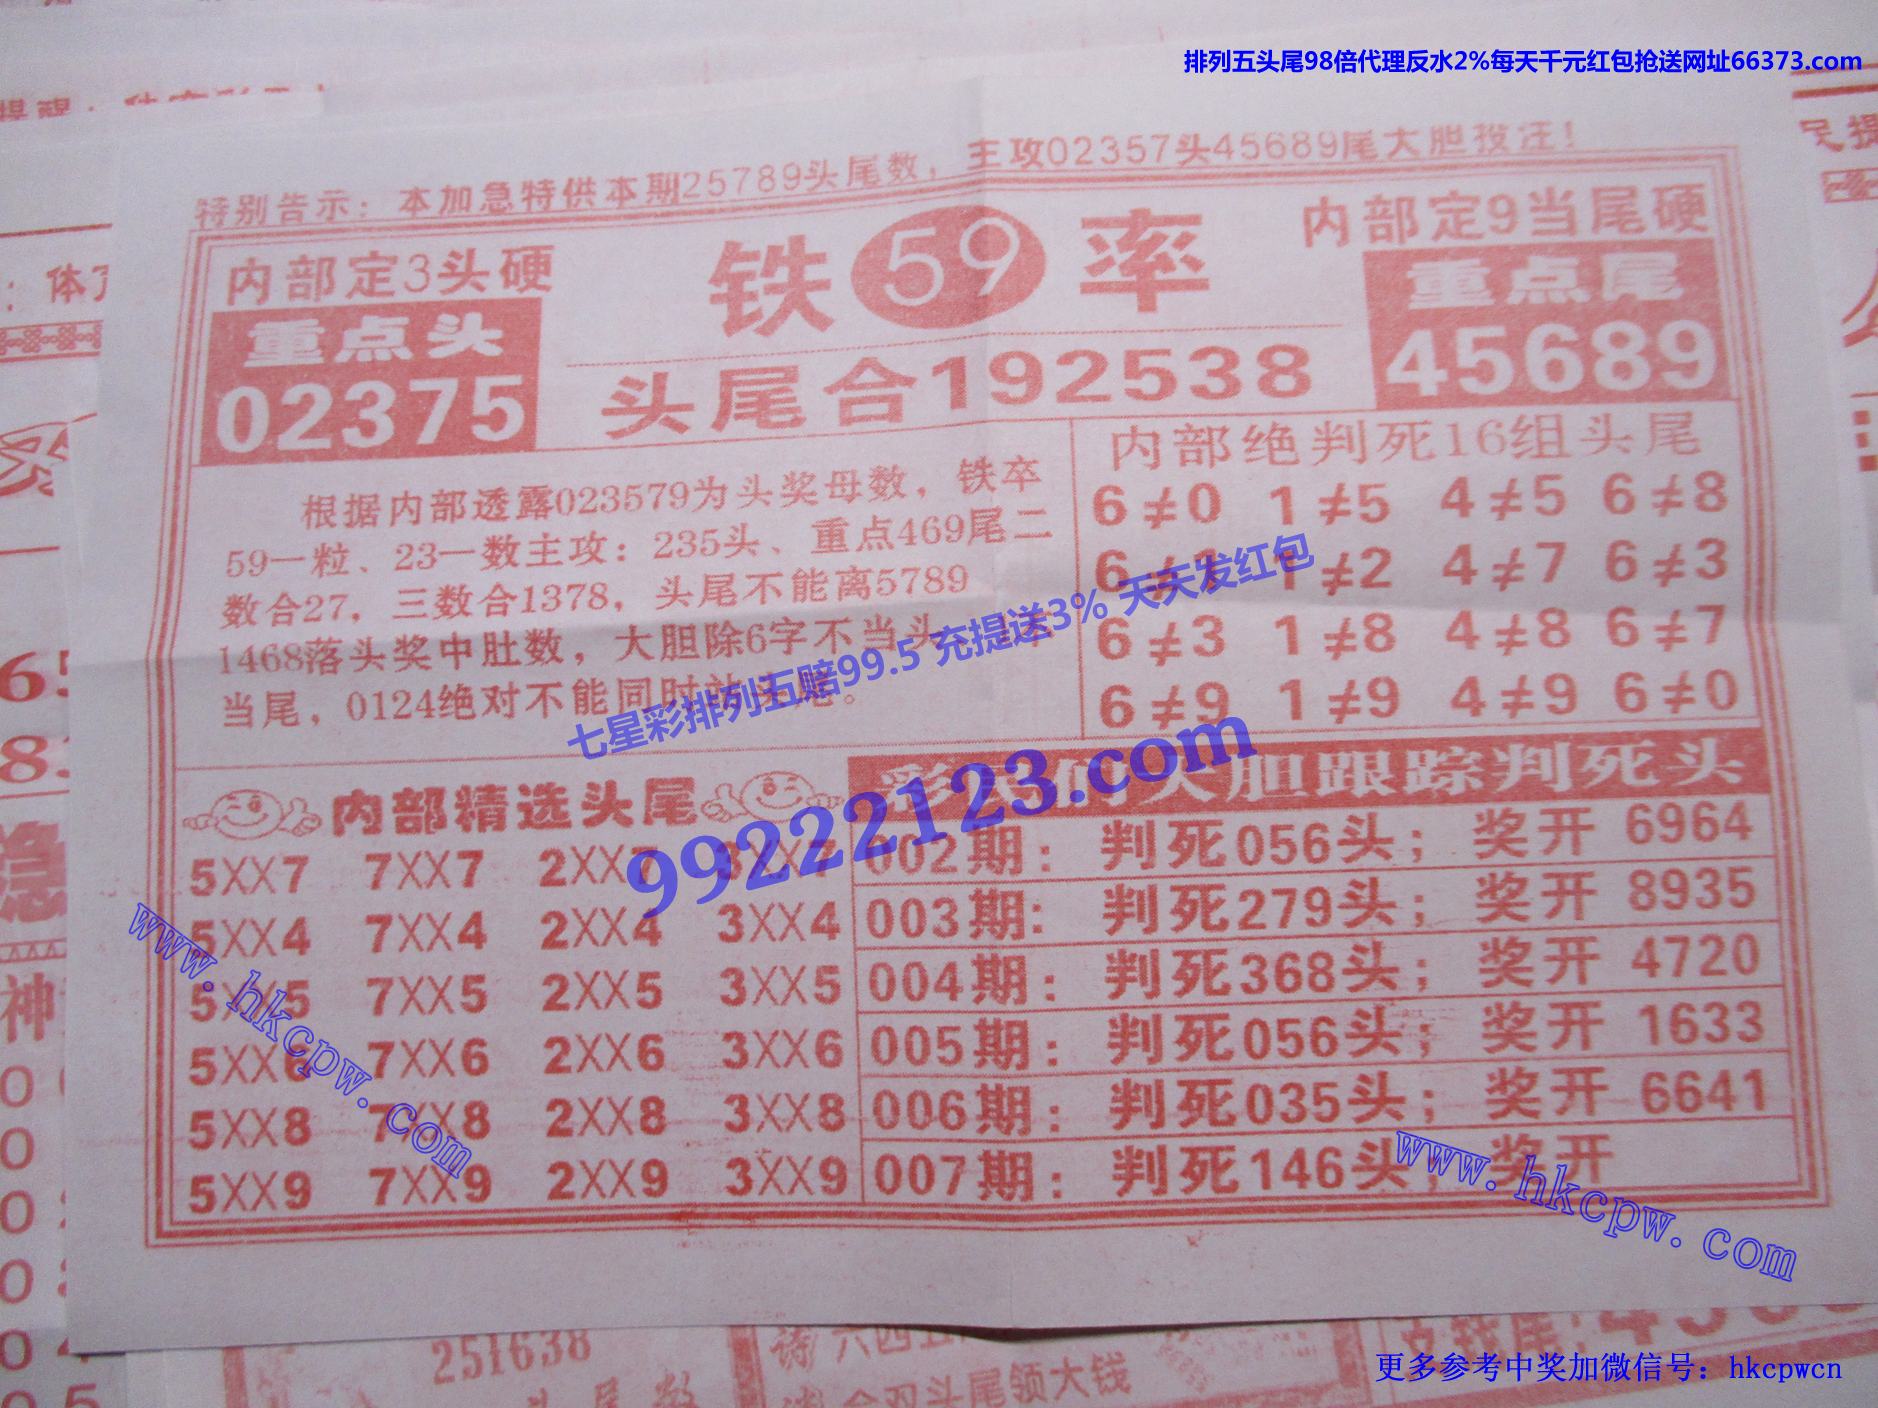 排列五头尾98倍代理反水2%每天千元红包抢送网址66373.com
特别告示：本加急特供本期25789头尾数，主攻02357头45689尾大胆投注！
内部定3头硬
重点头
02375
铁59率
头尾合192538
内部定9当尾硬
重点尾
45689
根据内部透露023579为头奖母数，铁卒
59一粒、23一数主攻：235头、重点469尾二
数合27，三数合1378，头尾不能离5789
1468落头奖中肚数，大胆除6字不当头
当尾，0124绝对不能同时
内部绝判死16组头尾
6≠0 1≠5 4≠5 6≠8
6≠ 1≠2 4≠7 6≠3
6≠3 1≠8 4≠8 6≠7
6≠9 1≠9 4≠9 6≠0
七星彩排列五赔99.5 充提送3% 天天发红包
99222123.com
内部精选头尾
5XX7 7XX7 2XX7 3XX7
5XX4 7XX4 2XX4 3XX4
5XX5 7XX5 2XX5 3XX5
5XX6 7XX6 2XX6 3XX6
5XX8 7XX8 2XX8 3XX8
5XX9 7XX9 2XX9 3XX9
大胆跟踪判死头
002期：判死056头；奖开 6964
003期：判死279头；奖开 8935
004期：判死368头；奖开 4720
005期：判死056头；奖开 1633
006期：判死035头；奖开 6641
007期：判死146头；奖开
www.hkcpw.com
www.hkcpw.com
251638
头尾数
六四五
合双头尾领大钱
更多参考中奖加微信号：hkcpwcn